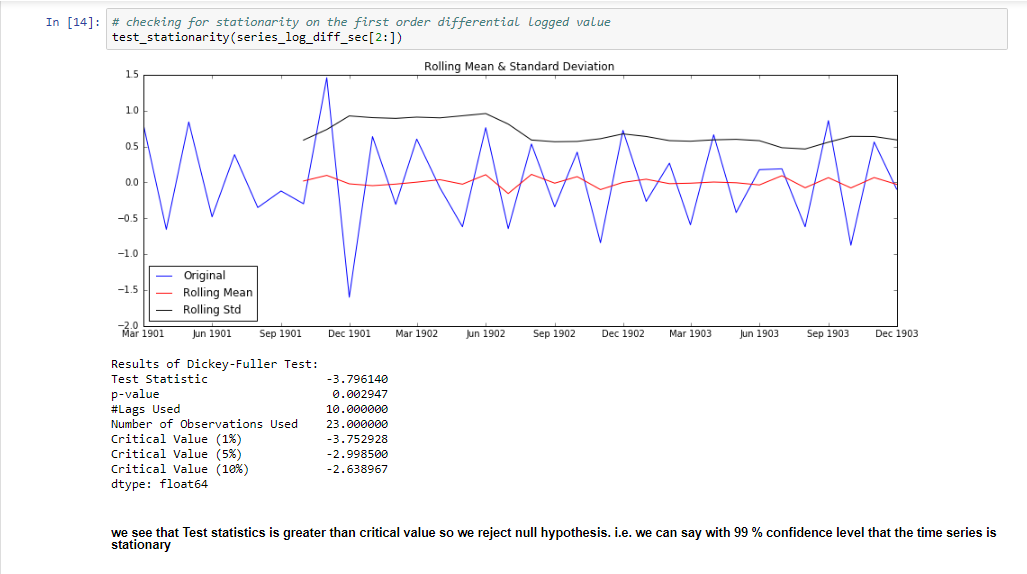 In [14]: # checking for stationarity on the first order differential logged value
test_stationarity(series_log_diff_sec[2:])
Rolling Mean & Standard Deviation
1.5
1.0
0.5
0.0
−0.5
−1.0
−1.5
−2.0
Original
Rolling Mean
Rolling Std
Mar 1901 Jun 1901 Sep 1901 Dec 1901 Mar 1902 Jun 1902 Sep 1902 Dec 1902 Mar 1903 Jun 1903 Sep 1903 Dec 1903
Results of Dickey-Fuller Test:
Test Statistic -3.796140
p-value 0.002947
#Lags Used 10.000000
Number of Observations Used 23.000000
Critical Value (1%) -3.752928
Critical Value (5%) -2.998500
Critical Value (10%) -2.638967
dtype: float64
we see that Test statistics is greater than critical value so we reject null hypothesis. i.e. we can say with 99 % confidence level that the time series is
stationary